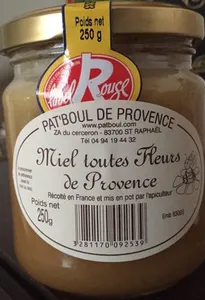 Poids net
250 g
Label Rouge
PAT'BOUL DE PROVENCE
www.patboul.com
ZA du cerceron - 83700 ST RAPHAËL
Tél 04 94 19 44 32
Miel toutes Fleurs
de Provence
Récolté en France et mis en pot par l'apiculteur
Poids net
250g
3281170092539